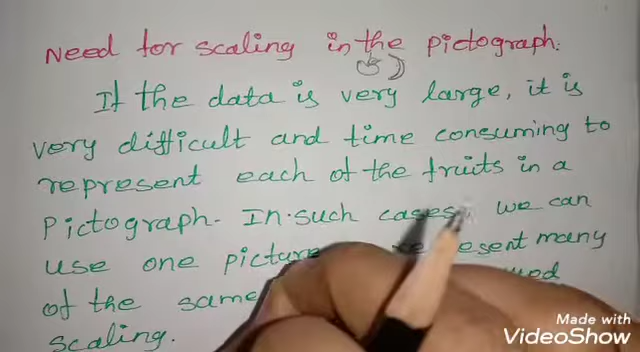 Need for scaling in the pictograph.
If the data is very large, it is
very difficult and time consuming to
represent each of the fruits in a
Pictograph. In such cases we can
use one picture many
of the same
scaling.
Made with
VideoShow